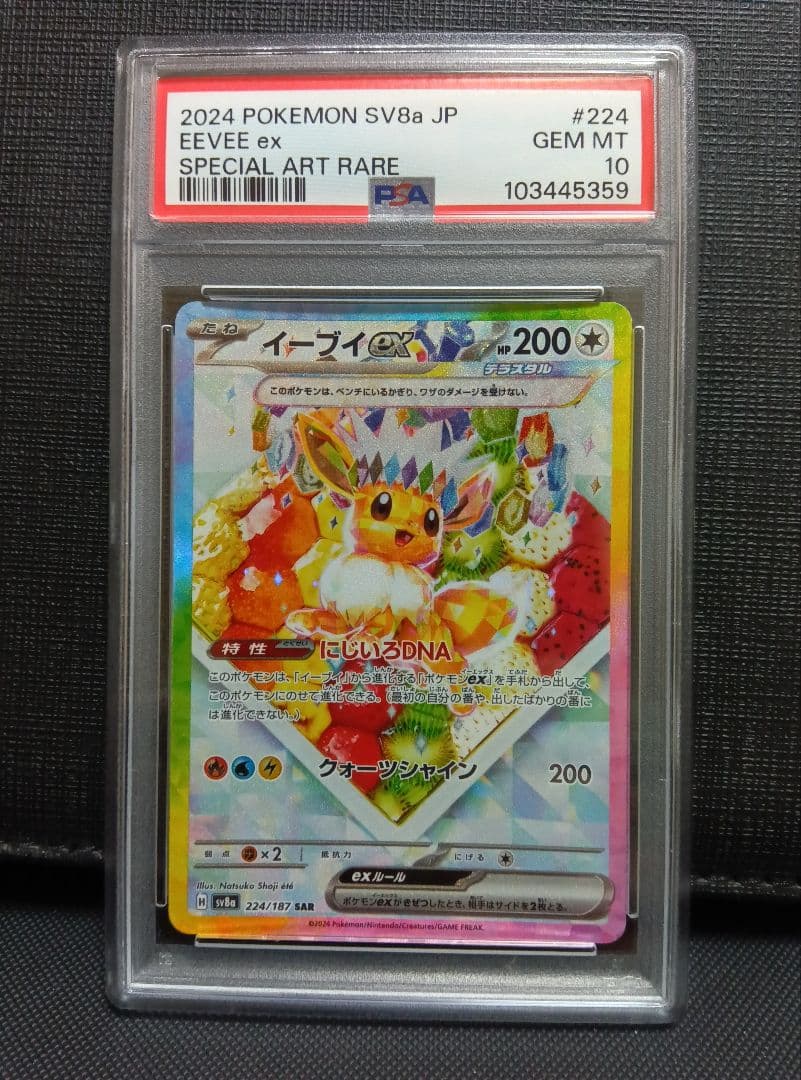 2024 POKEMON SV8a JP #224
EEVEE ex GEM MT
SPECIAL ART RARE 10
PSA 103445359
たね イーブイex HP200
テラスタル
このポケモンは、ベンチにいるかぎり、ワザのダメージを受けない。
特性 とくせい にじいろDNA
このポケモンは、「イーブイ」から進化する「ポケモンex」を手札から出して、
このポケモンにのせて進化できる。（最初の自分の番や、出したばかりの番に
は進化できない。）
クォーツシャイン 200
弱点 ×2 抵抗力 にげる
exルール
ポケモンexがきぜつしたとき、相手はサイドを2枚とる。
Illus. Natsuko Shoji été
H sv8a 224/187 SAR
©2024 Pokémon/Nintendo/Creatures/GAME FREAK.